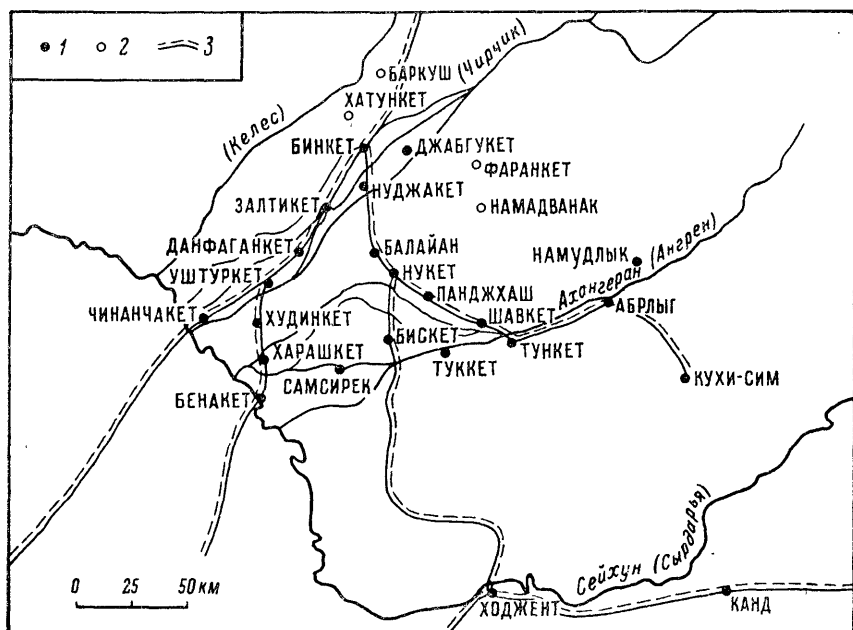 1 2 3
БАРКУШ
(Чирчик)
ХАТУНКЕТ
(Келес)
БИНКЕТ
ДЖАБГУКЕТ
ФАРАНКЕТ
НУДЖАКЕТ
ЗАЛТИКЕТ
НАМАДВАНАК
ДАНФАГАНКЕТ
БАЛАЙАН
НАМУДЛЫК
Ахангеран (Ангрен)
УШТУРКЕТ
НУКЕТ
ПАНДЖХАШ
АБРЛЫГ
ЧИНАНЧАКЕТ
ХУДИНКЕТ
ШАВКЕТ
БИСКЕТ
ТУНКЕТ
ХАРАШКЕТ
ТУККЕТ
САМСИРЕК
КУХИ-СИМ
БЕНАКЕТ
Сейхун (Сырдарья)
0 25 50 КМ
ХОДЖЕНТ
КАНД